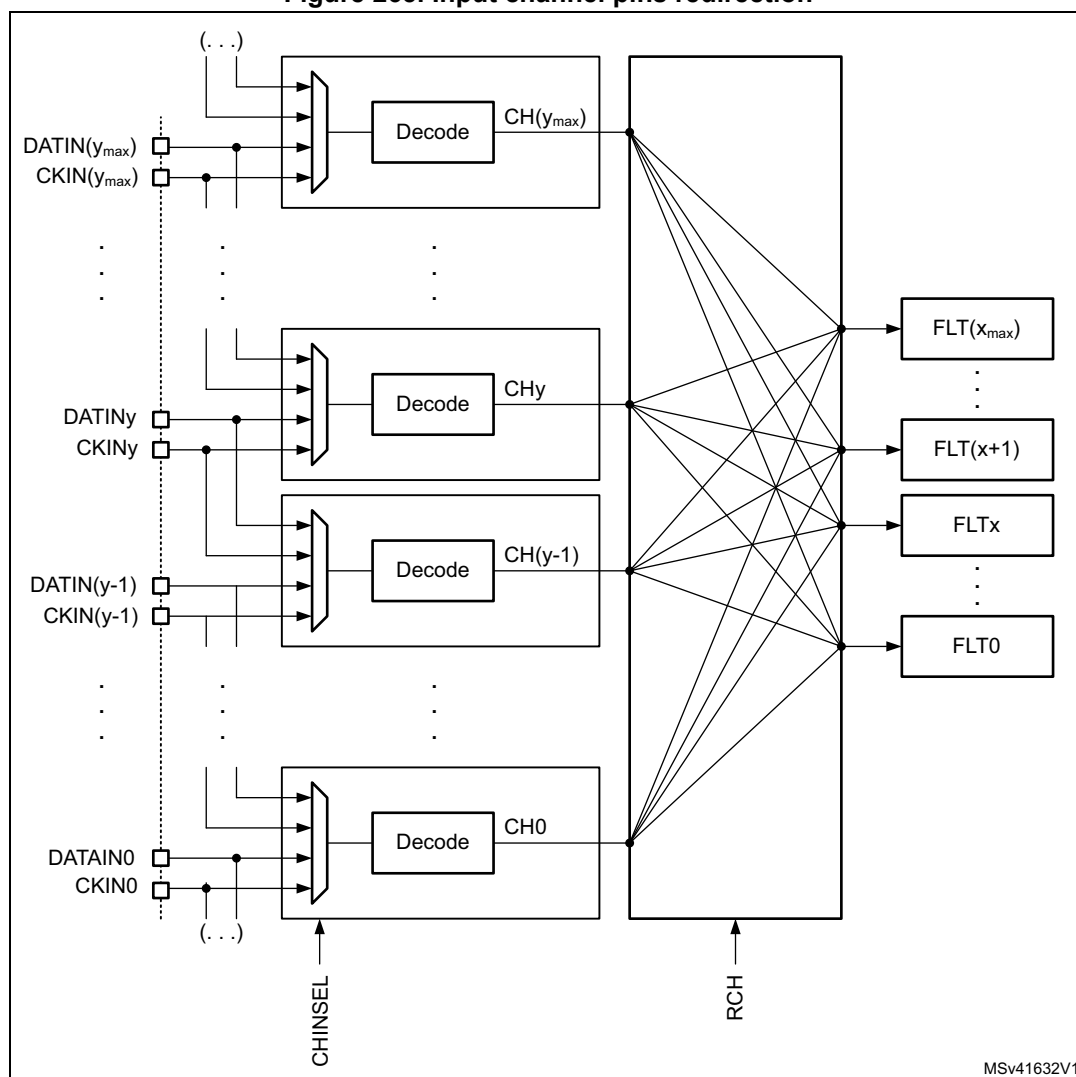 Figure Input channel pins redirection
(. . .)
DATIN(ymax)
CKIN(ymax)
Decode
CH(ymax)
FLT(xmax)
DATINy
CKINy
Decode
CHy
FLT(x+1)
FLTx
DATIN(y-1)
CKIN(y-1)
Decode
CH(y-1)
FLT0
DATAIN0
CKIN0
Decode
CH0
(. . .)
CHINSEL
RCH
MSv41632V1